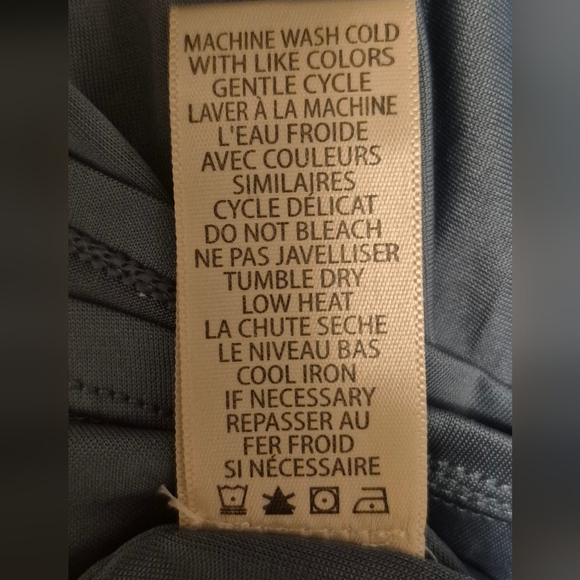 MACHINE WASH COLD
WITH LIKE COLORS
GENTLE CYCLE
LAVER À LA MACHINE
L'EAU FROIDE
AVEC COULEURS
SIMILAIRES
CYCLE DÉLICAT
DO NOT BLEACH
NE PAS JAVELLISER
TUMBLE DRY
LOW HEAT
LA CHUTE SECHE
LE NIVEAU BAS
COOL IRON
IF NECESSARY
REPASSER AU
FER FROID
SI NÉCESSAIRE